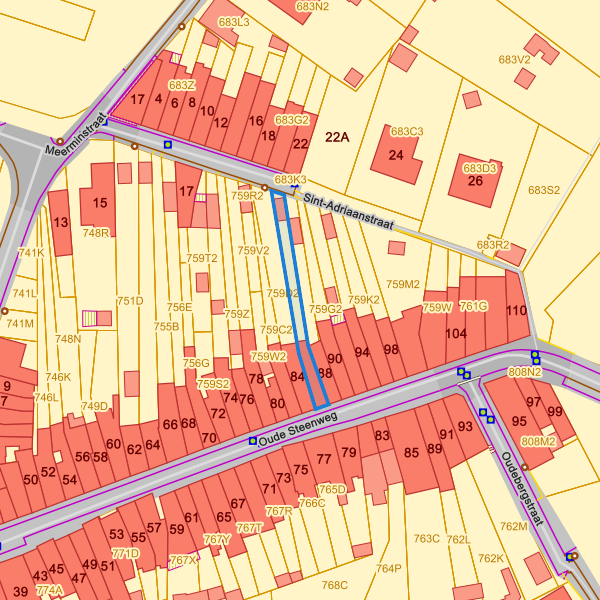 683N2
683L3
683V2
683Z
17
4
6
8
10
12
16
18
683G2
22
22A
683C3
24
683D3
26
683S2
Meerminstraat
683K3
Sint-Adriaanstraat
683R2
13
15
748R
17
759R2
759V2
759T2
741K
741L
741M
748N
751D
755B
756E
759Z
759D2
759C2
759G2
759K2
759M2
759W
761G
110
104
98
94
90
88
84
759W2
756G
759S2
78
76
74
72
80
70
68
66
64
62
60
58
56
54
52
50
746K
746L
749D
9
7
Oude Steenweg
808N2
97
99
95
808M2
Oudebergstraat
93
91
89
85
83
79
77
75
73
71
67
65
61
59
57
55
53
51
49
47
45
43
39
774A
771D
767X
767Y
767T
767R
766C
765D
768C
764P
763C
762L
762K
762M